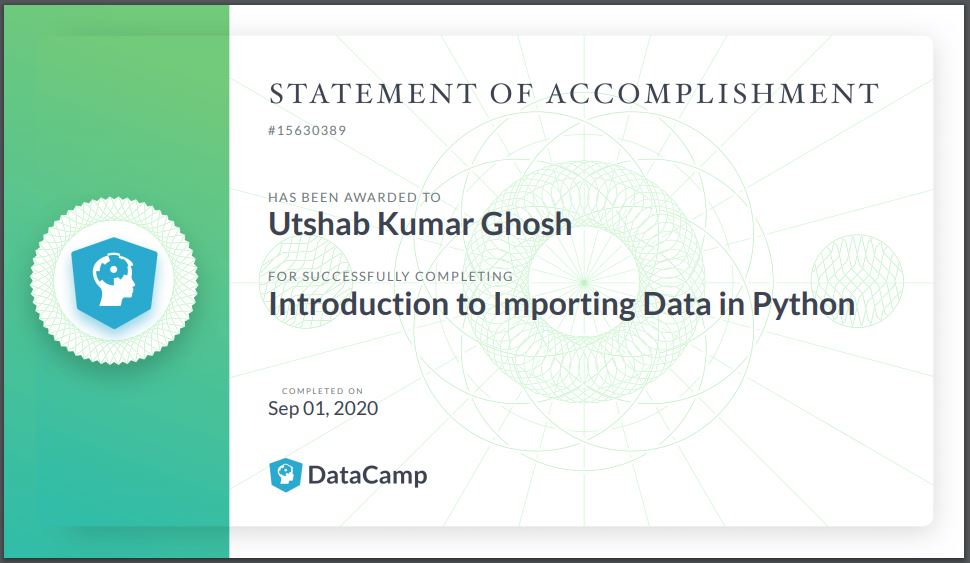 STATEMENT OF ACCOMPLISHMENT
#15630389
HAS BEEN AWARDED TO
Utshab Kumar Ghosh
FOR SUCCESSFULLY COMPLETING
Introduction to Importing Data in Python
COMPLETED ON
Sep 01, 2020
DataCamp